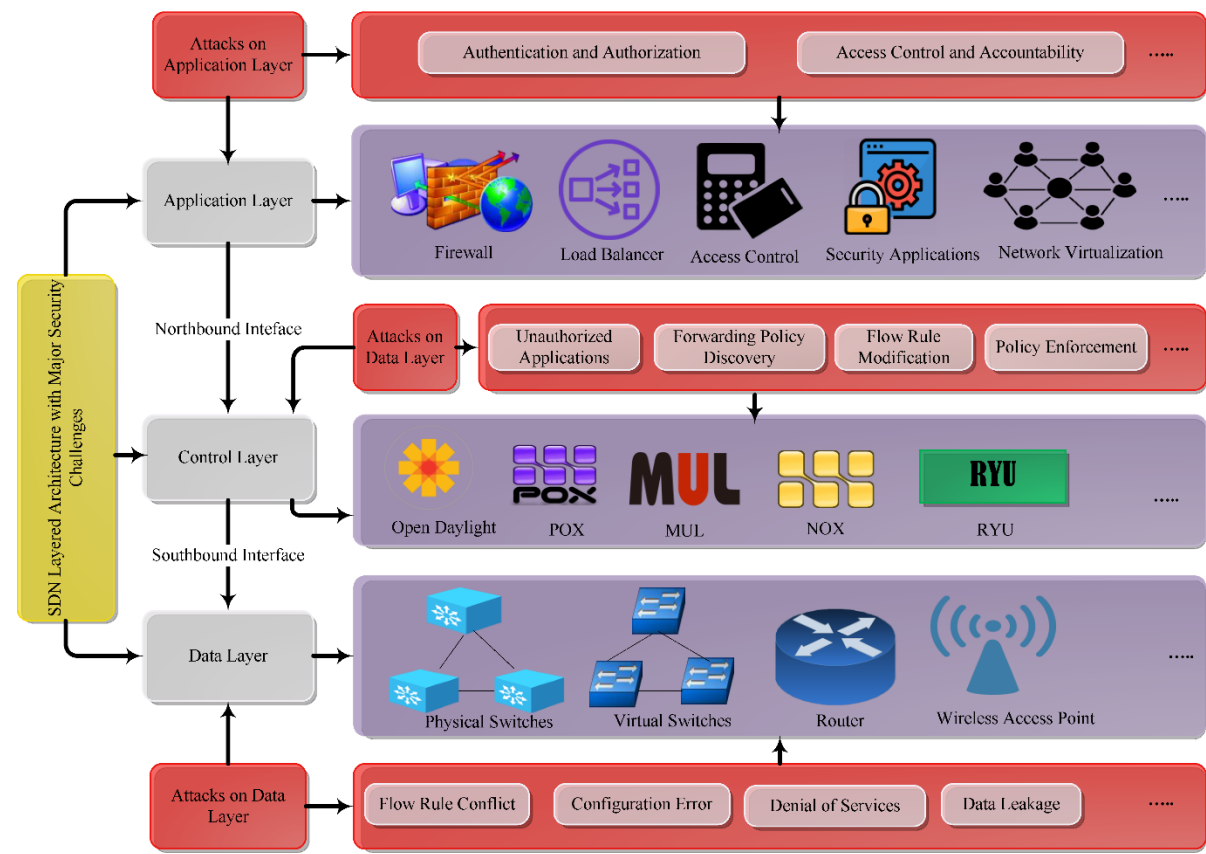 Attacks on
Application Layer
Authentication and Authorization
Access Control and Accountability
.....
Application Layer
Firewall
Load Balancer
Access Control
Security Applications
Network Virtualization
.....
SDN Layered Architecture with Major Security
Challenges
Northbound Inteface
Attacks on
Data Layer
Unauthorized
Applications
Forwarding Policy
Discovery
Flow Rule
Modification
Policy Enforcement
.....
Control Layer
POX
MUL
RYU
Open Daylight
POX
MUL
NOX
RYU
.....
Southbound Interface
Data Layer
Physical Switches
Virtual Switches
Router
Wireless Access Point
.....
Attacks on Data
Layer
Flow Rule Conflict
Configuration Error
Denial of Services
Data Leakage
.....